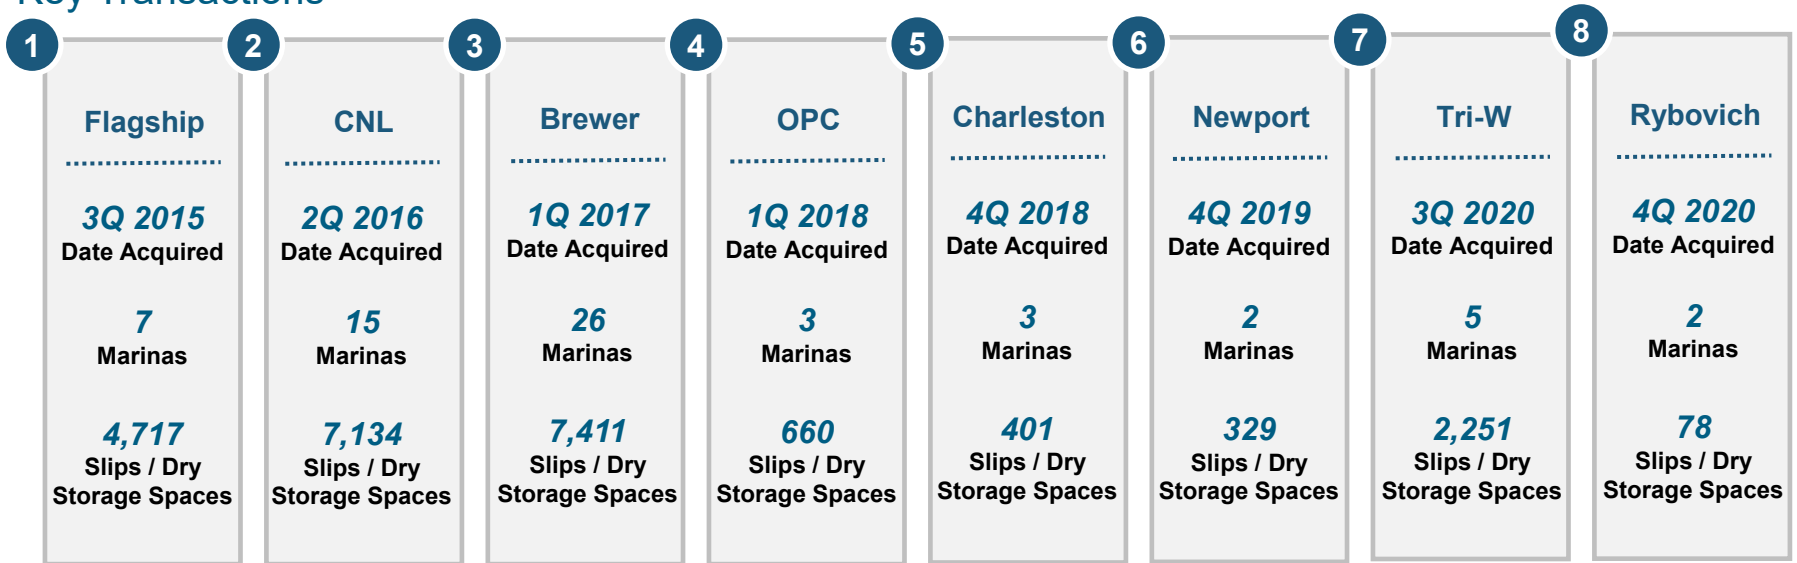 Key Transactions
1
Flagship
3Q 2015
Date Acquired
7
Marinas
4,717
Slips / Dry
Storage Spaces
2
CNL
2Q 2016
Date Acquired
15
Marinas
7,134
Slips / Dry
Storage Spaces
3
Brewer
1Q 2017
Date Acquired
26
Marinas
7,411
Slips / Dry
Storage Spaces
4
OPC
1Q 2018
Date Acquired
3
Marinas
660
Slips / Dry
Storage Spaces
5
Charleston
4Q 2018
Date Acquired
3
Marinas
401
Slips / Dry
Storage Spaces
6
Newport
4Q 2019
Date Acquired
2
Marinas
329
Slips / Dry
Storage Spaces
7
Tri-W
3Q 2020
Date Acquired
5
Marinas
2,251
Slips / Dry
Storage Spaces
8
Rybovich
4Q 2020
Date Acquired
2
Marinas
78
Slips / Dry
Storage Spaces